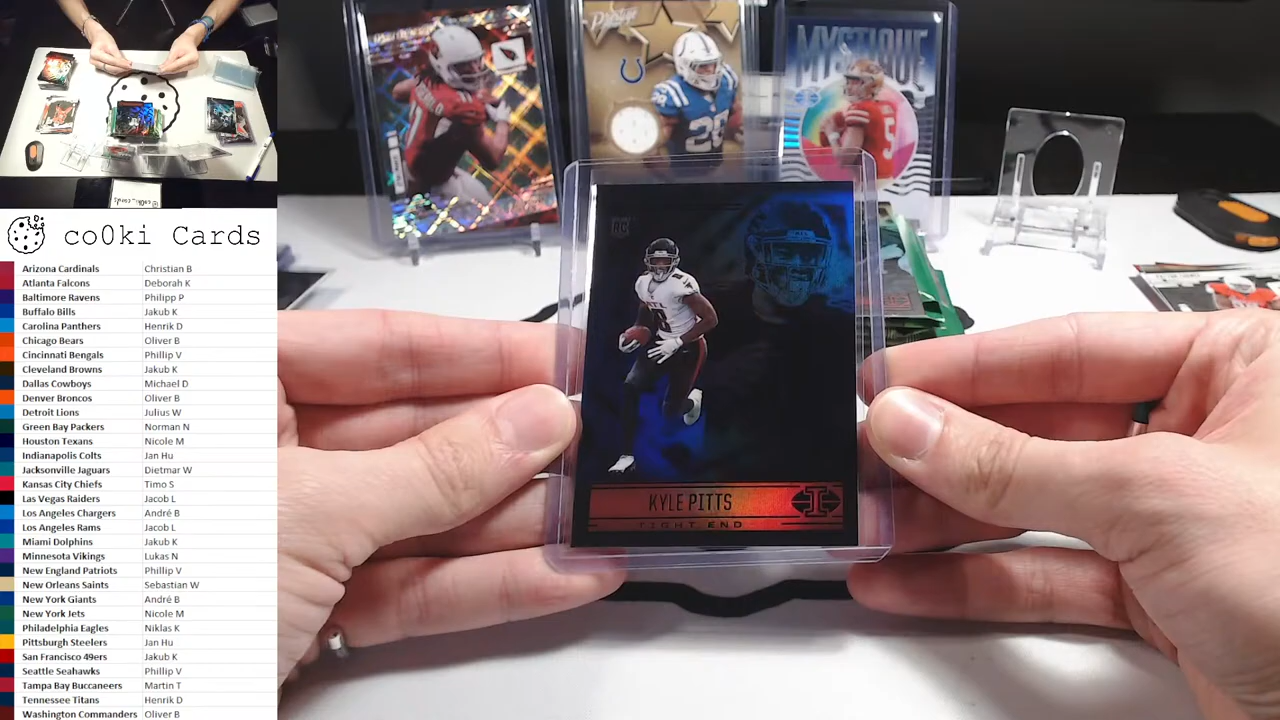 co0ki Cards
Arizona Cardinals Christian B
Atlanta Falcons Deborah K
Baltimore Ravens Philipp P
Buffalo Bills Jakub K
Carolina Panthers Henrik D
Chicago Bears Oliver B
Cincinnati Bengals Phillip V
Cleveland Browns Jakub K
Dallas Cowboys Michael D
Denver Broncos Oliver B
Detroit Lions Julius W
Green Bay Packers Norman N
Houston Texans Nicole M
Indianapolis Colts Jan Hu
Jacksonville Jaguars Dietmar W
Kansas City Chiefs Timo S
Las Vegas Raiders Jacob L
Los Angeles Chargers André B
Los Angeles Rams Jacob L
Miami Dolphins Jakub K
Minnesota Vikings Lukas N
New England Patriots Phillip V
New Orleans Saints Sebastian W
New York Giants André B
New York Jets Nicole M
Philadelphia Eagles Niklas K
Pittsburgh Steelers Jan Hu
San Francisco 49ers Jakub K
Seattle Seahawks Phillip V
Tampa Bay Buccaneers Martin T
Tennessee Titans Henrik D
Washington Commanders Oliver B
Prestige
28
MYSTIQUE
5
RC
8
KYLE PITTS
I
TIGHT END